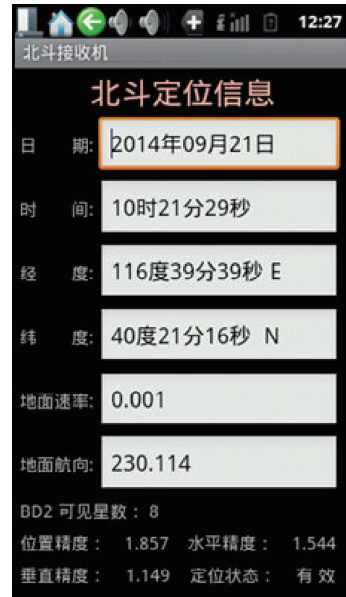 12:27
北斗接收机
北斗定位信息
日 期: 2014年09月21日
时 间: 10时21分29秒
经 度: 116度39分39秒 E
纬 度: 40度21分16秒 N
地面速率: 0.001
地面航向: 230.114
BD2 可见星数: 8
位置精度: 1.857 水平精度: 1.544
垂直精度: 1.149 定位状态: 有效